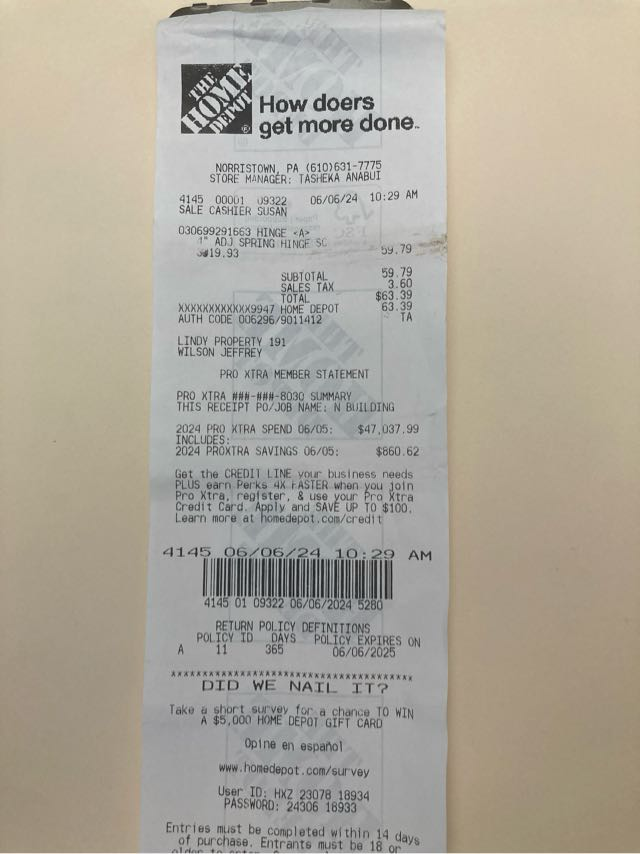 THE
HOME
DEPOT
®
How doers
get more done™
NORRISTOWN, PA (610)631-7775
STORE MANAGER: TASHEKA ANABUI
4145 00001 09322 06/06/24 10:29 AM
SALE CASHIER SUSAN
030699291663 HINGE <A>
ADJ SPRING HINGE SC
3@19.93 59.79
SUBTOTAL 59.79
SALES TAX 3.60
TOTAL $63.39
XXXXXXXXXXXX9947 HOME DEPOT 63.39
AUTH CODE 006296/9011412 TA
LINDY PROPERTY 191
WILSON JEFFREY
PRO XTRA MEMBER STATEMENT
PRO XTRA ###-###-8030 SUMMARY
THIS RECEIPT PO/JOB NAME: N BUILDING
2024 PRO XTRA SPEND 06/05: $47,037.99
INCLUDES:
2024 PROXTRA SAVINGS 06/05: $860.62
Get the CREDIT LINE your business needs
PLUS earn Perks 4X FASTER when you join
Pro Xtra, register, & use your Pro Xtra
Credit Card. Apply and SAVE UP TO $100.
Learn more at homedepot.com/credit
4145 06/06/24 10:29 AM
4145 01 09322 06/06/2024 5280
RETURN POLICY DEFINITIONS
POLICY ID DAYS POLICY EXPIRES ON
A 11 365 06/06/2025
****************************************
DID WE NAIL IT?
Take a short survey for a chance TO WIN
A $5,000 HOME DEPOT GIFT CARD
Opine en español
www.homedepot.com/survey
User ID: HXZ 23078 18934
PASSWORD: 24306 18933
Entries must be completed within 14 days
of purchase. Entrants must be 18 or